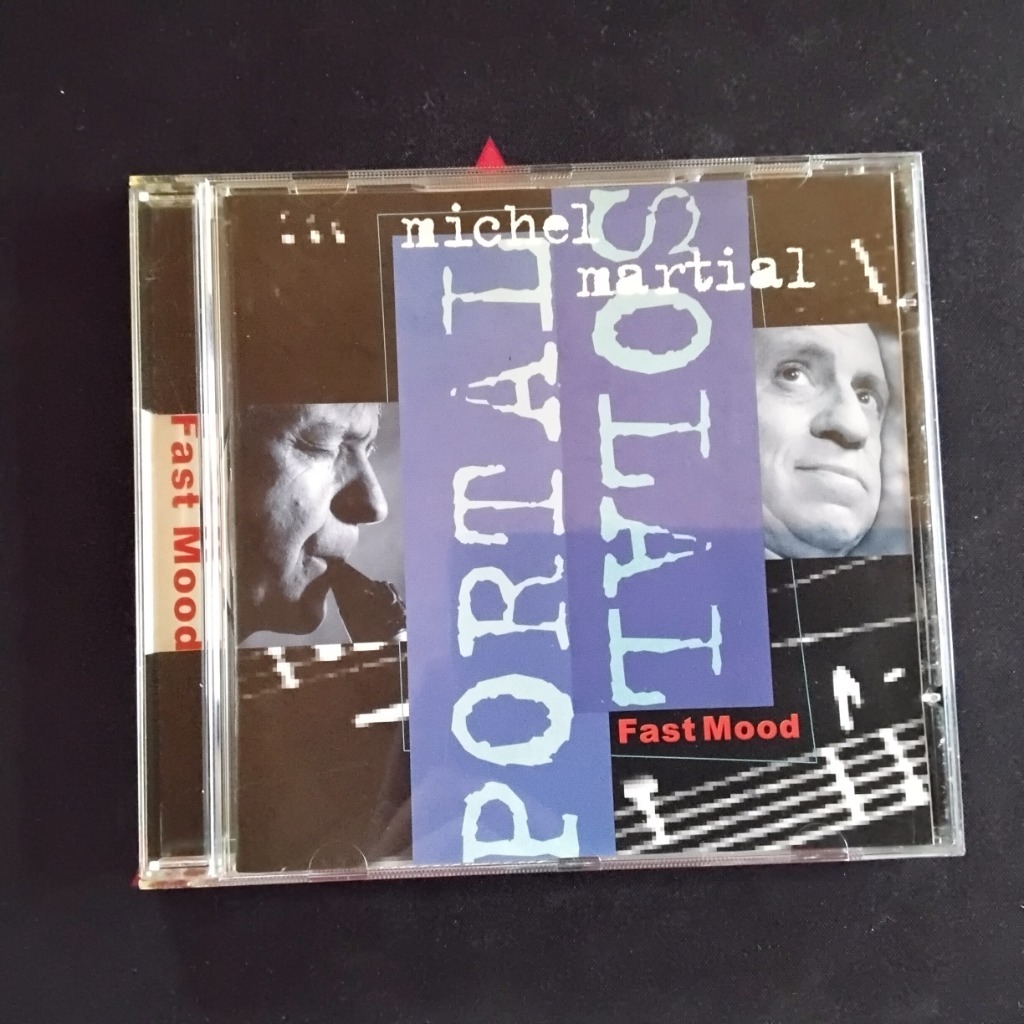 michel
martial
PORTAL
SOLAL
Fast Mood
Fast Mood